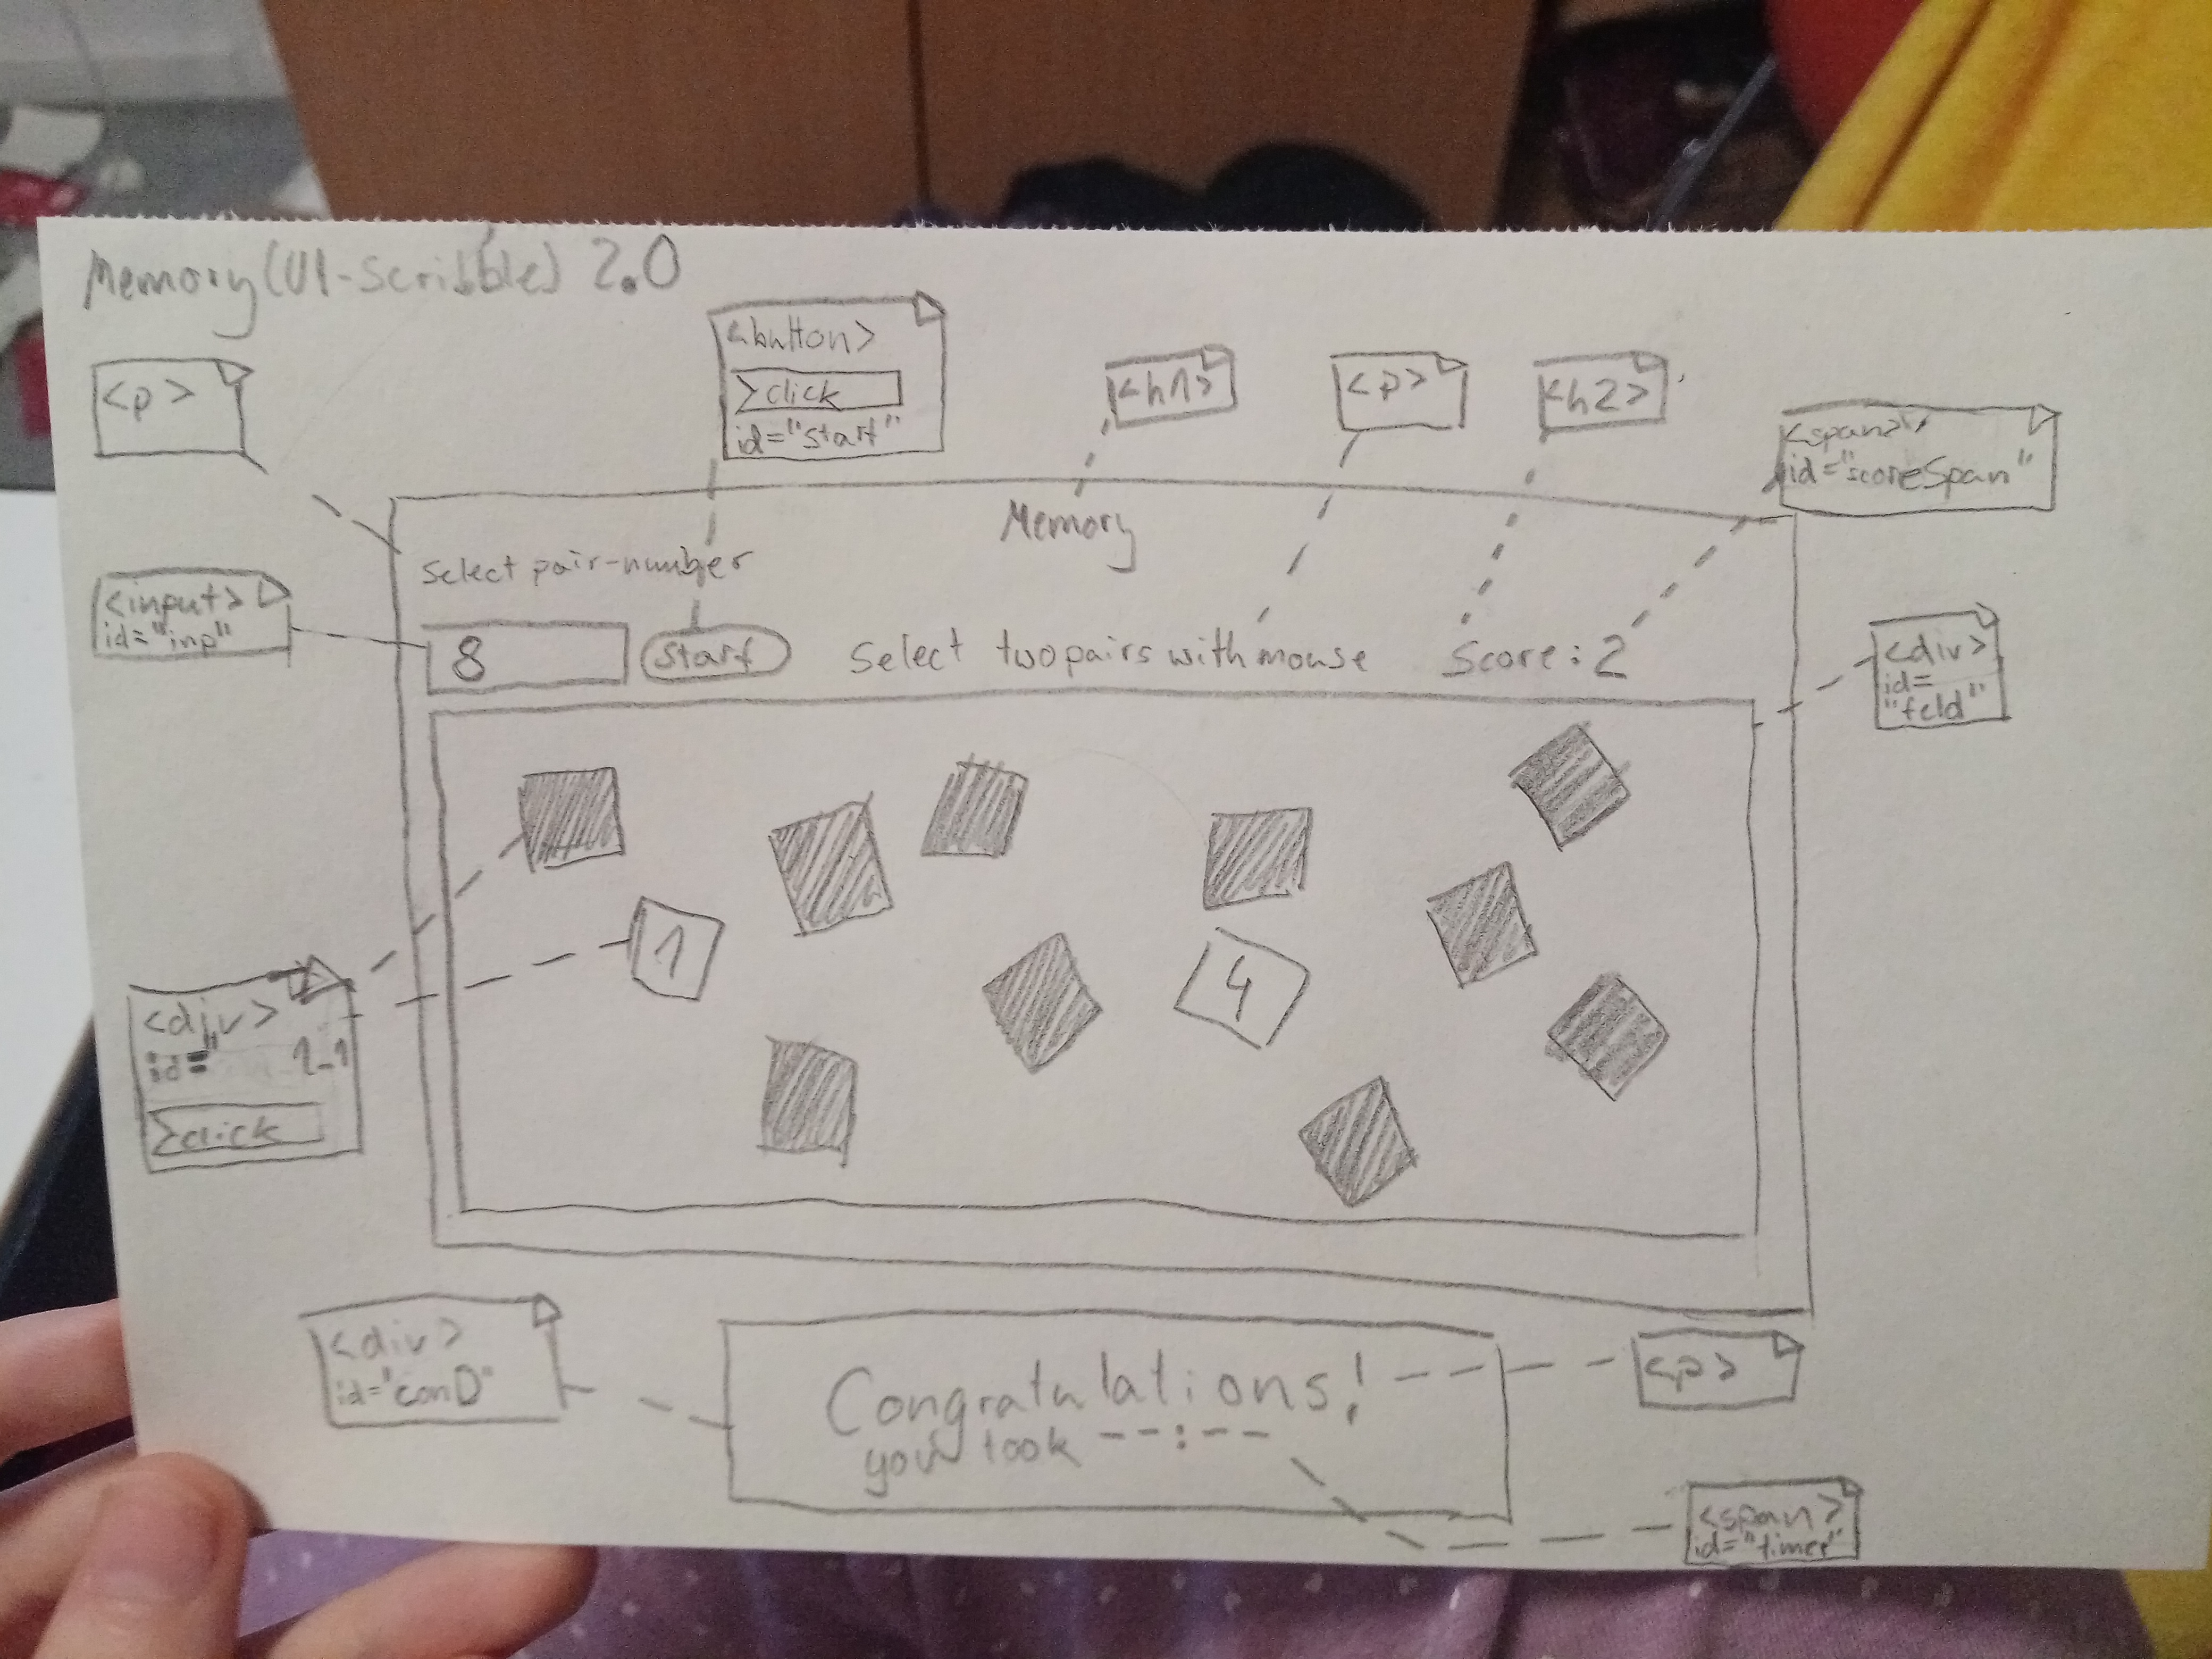 Memory (UI-Scribble) 2.0
<button>
click
id="start"
<p>
<h1>
<p>
<h2>
<span>
id="scoreSpan"
Memory
Select pair-number
<input>
id="inp"
8
Start
Select two pairs with mouse
Score: 2
<div>
id=
"feld"
1
4
<div>
id=" 1_1
click
<div>
id="conD"
Congratulations!
you took --:--
<p>
<span>
id="timer"